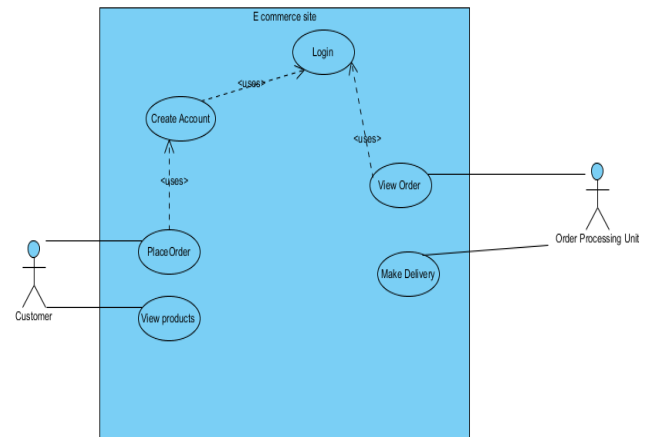 E commerce site
Login
<uses>
Create Account
<uses>
<uses>
View Order
Order Processing Unit
PlaceOrder
Make Delivery
Customer
View products